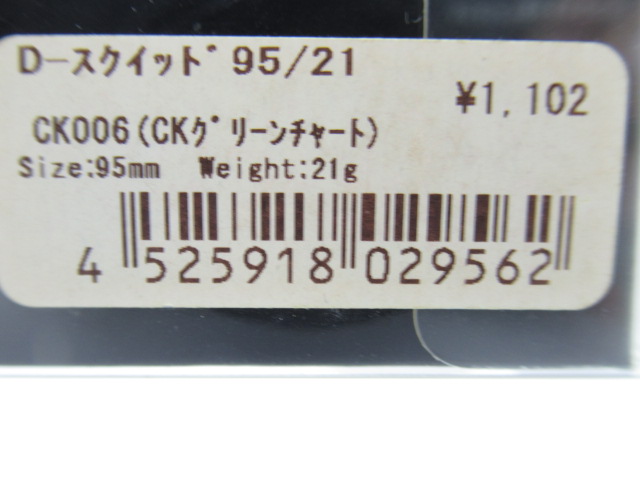 D-スクイッド 95/21
¥1,102
CK006(CKグリーンチャート)
Size:95mm Weight:21g
4 525918 029562